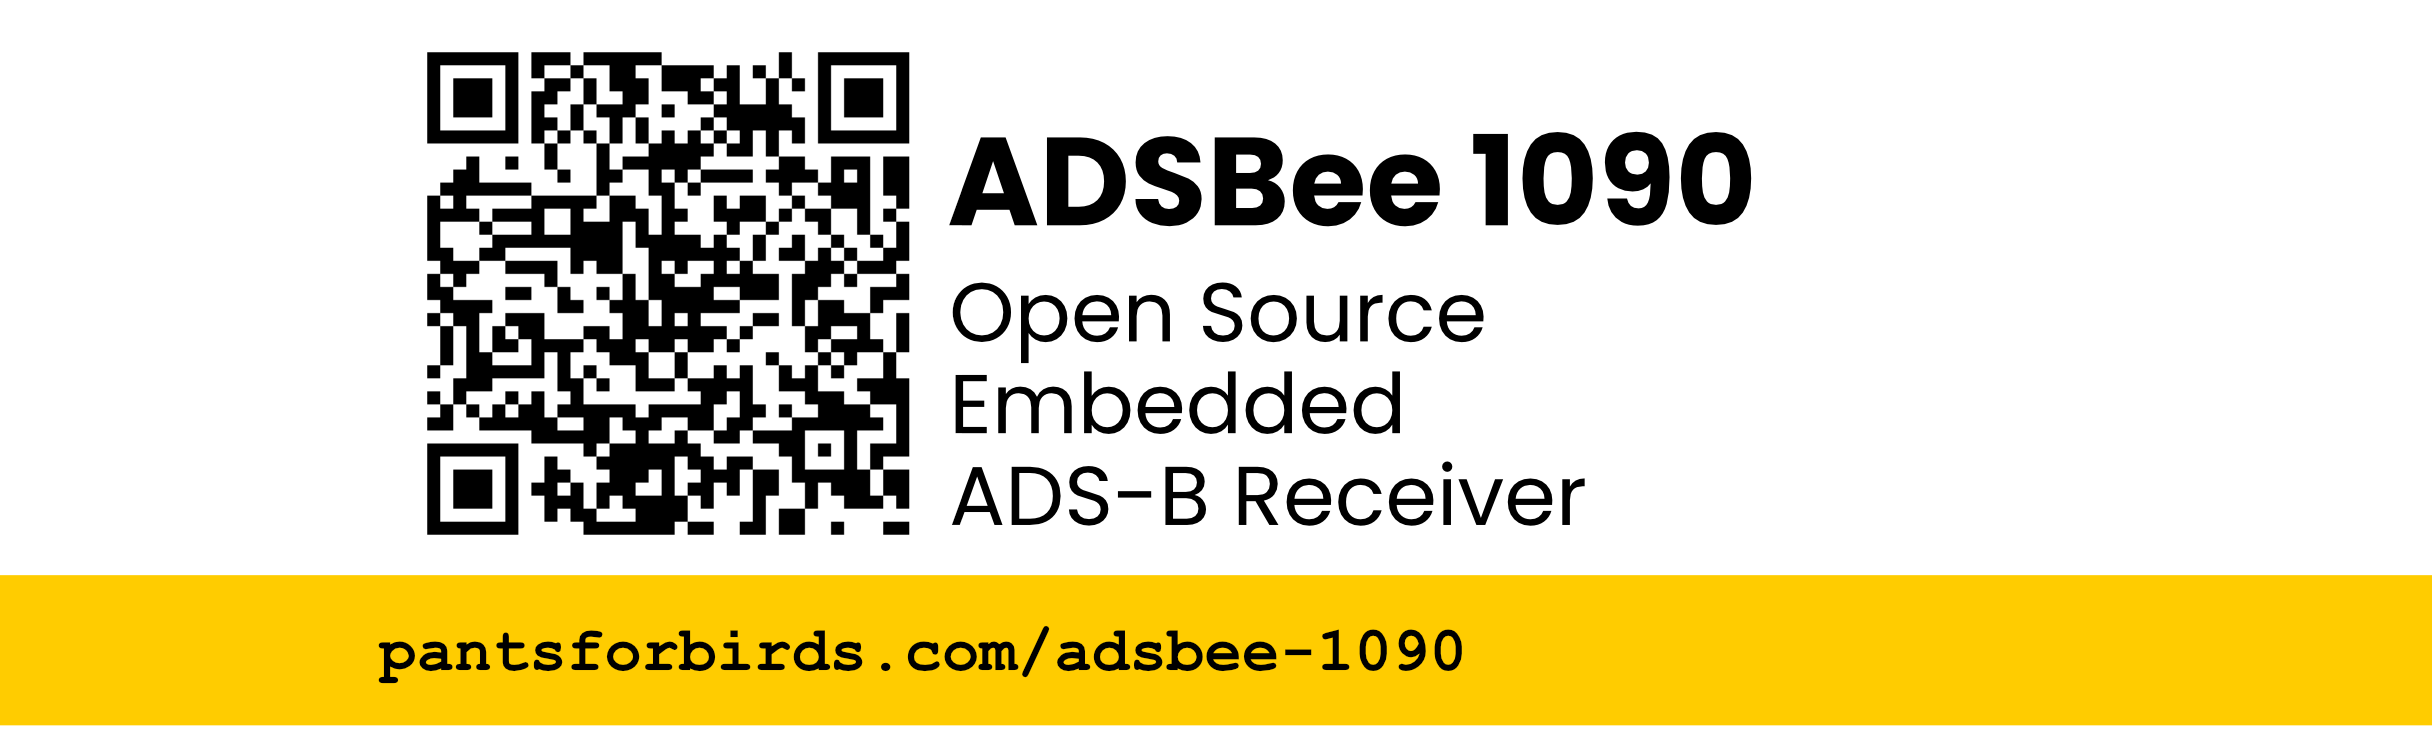 ADSBee 1090
Open Source
Embedded
ADS-B Receiver
pantsforbirds.com/adsbee-1090